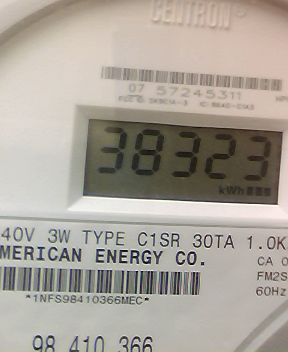 CENTRON®
07 57245311
38323
kWh
40V 3W TYPE C1SR 30TA 1.0K
MERICAN ENERGY CO.
CA 0
FM2S
60Hz
*1NFS98410366MEC*
98 410 366